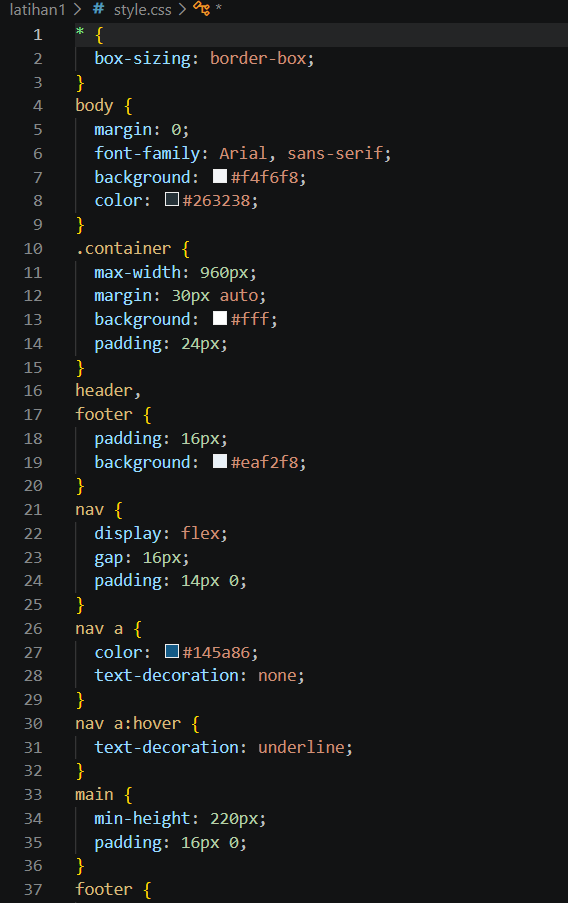 latihan1 > # style.css > *
1 * {
2 box-sizing: border-box;
3 }
4 body {
5 margin: 0;
6 font-family: Arial, sans-serif;
7 background: #f4f6f8;
8 color: #263238;
9 }
10 .container {
11 max-width: 960px;
12 margin: 30px auto;
13 background: #fff;
14 padding: 24px;
15 }
16 header,
17 footer {
18 padding: 16px;
19 background: #eaf2f8;
20 }
21 nav {
22 display: flex;
23 gap: 16px;
24 padding: 14px 0;
25 }
26 nav a {
27 color: #145a86;
28 text-decoration: none;
29 }
30 nav a:hover {
31 text-decoration: underline;
32 }
33 main {
34 min-height: 220px;
35 padding: 16px 0;
36 }
37 footer {